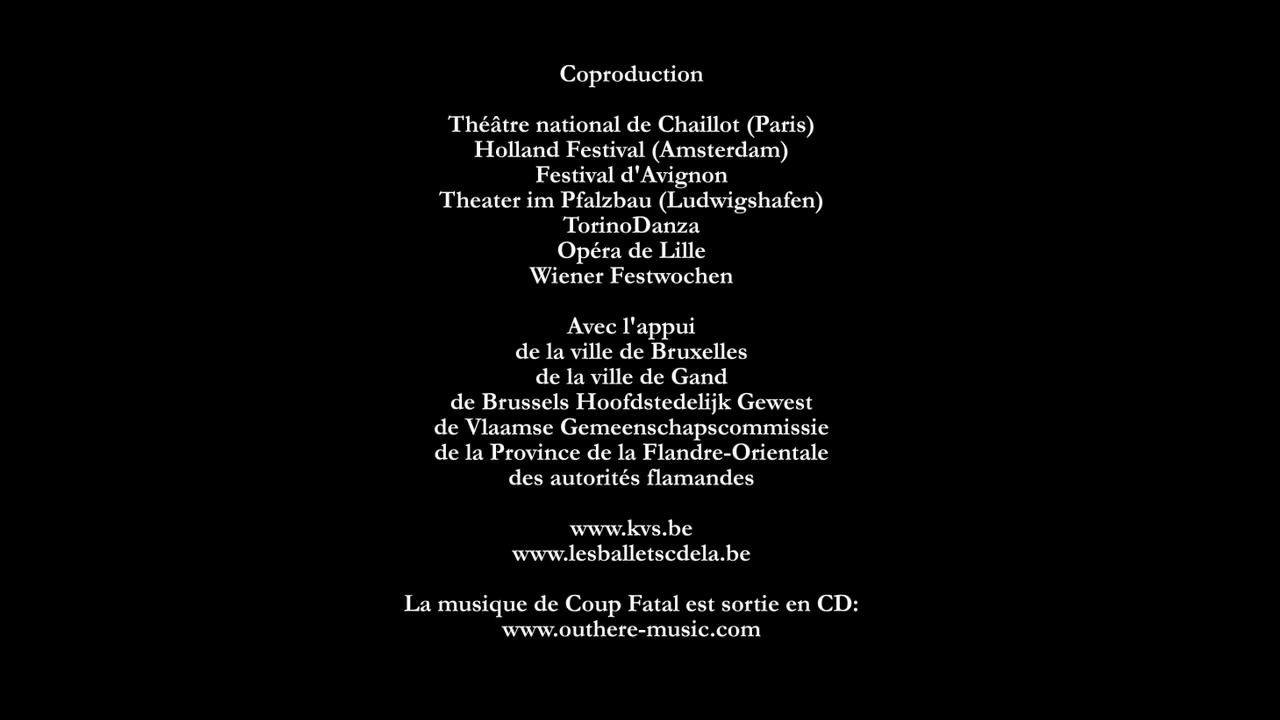 Coproduction
Théâtre national de Chaillot (Paris)
Holland Festival (Amsterdam)
Festival d'Avignon
Theater im Pfalzbau (Ludwigshafen)
TorinoDanza
Opéra de Lille
Wiener Festwochen
Avec l'appui
de la ville de Bruxelles
de la ville de Gand
de Brussels Hoofdstedelijk Gewest
de Vlaamse Gemeenschapscommissie
de la Province de la Flandre-Orientale
des autorités flamandes
www.kvs.be
www.lesballetscdela.be
La musique de Coup Fatal est sortie en CD:
www.outhere-music.com